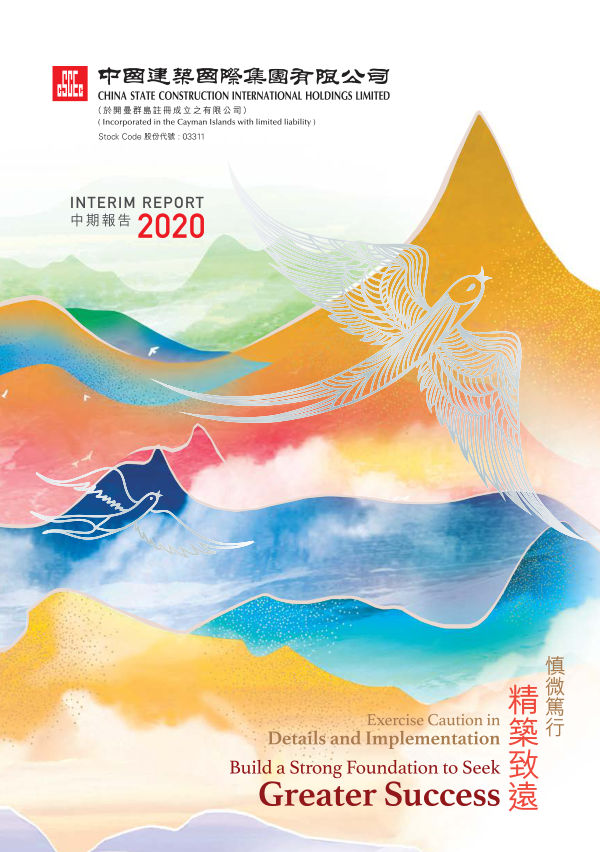 CSCEC
中國建築國際集團有限公司
CHINA STATE CONSTRUCTION INTERNATIONAL HOLDINGS LIMITED
(於開曼群島註冊成立之有限公司)
( Incorporated in the Cayman Islands with limited liability )
Stock Code 股份代號 : 03311
INTERIM REPORT
中期報告 2020
慎微篤行
精築致遠
Exercise Caution in
Details and Implementation
Build a Strong Foundation to Seek
Greater Success